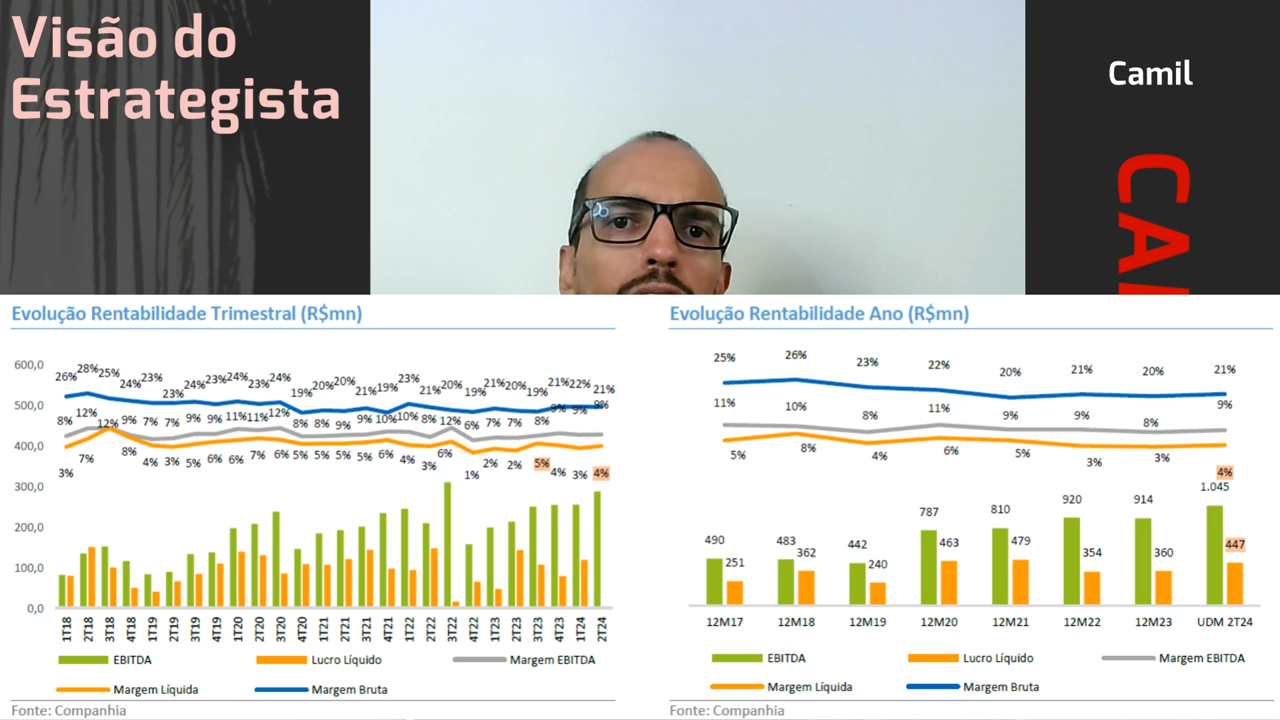 Visão do
Estrategista
Camil
CAI
Evolução Rentabilidade Trimestral (R$mn)
600,0
500,0
400,0
300,0
200,0
100,0
0,0
26% 28% 25% 24% 23% 23% 24% 23% 24% 23% 24% 19% 20% 20% 21% 19% 23% 21% 20% 19% 21% 20% 19% 21% 22% 21%
8% 12% 12% 9% 7% 7% 9% 9% 11% 11% 12% 8% 8% 9% 9% 10% 10% 8% 12% 6% 7% 7% 8% 9% 9% 9%
3% 7% 8% 4% 3% 5% 6% 6% 7% 6% 5% 5% 5% 5% 6% 4% 3% 6% 1% 2% 2% 5% 4% 3% 4%
1T18 2T18 3T18 4T18 1T19 2T19 3T19 4T19 1T20 2T20 3T20 4T20 1T21 2T21 3T21 4T21 1T22 2T22 3T22 4T22 1T23 2T23 3T23 4T23 1T24 2T24
EBITDA Lucro Líquido Margem EBITDA
Margem Líquida Margem Bruta
Fonte: Companhia
Evolução Rentabilidade Ano (R$mn)
25% 26% 23% 22% 20% 21% 20% 21%
11% 10% 8% 11% 9% 9% 8% 9%
5% 8% 4% 6% 5% 3% 3% 4%
490 483 442 787 810 920 914 1.045
251 362 240 463 479 354 360 447
12M17 12M18 12M19 12M20 12M21 12M22 12M23 UDM 2T24
EBITDA Lucro Líquido Margem EBITDA
Margem Líquida Margem Bruta
Fonte: Companhia